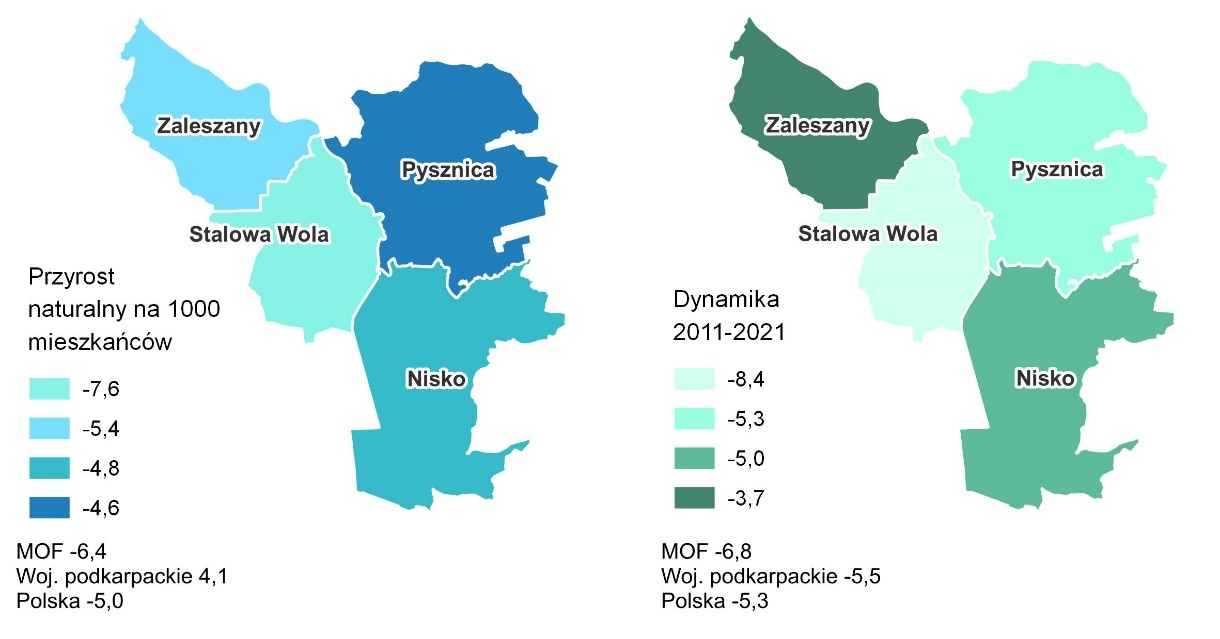 Zaleszany
Pysznica
Stalowa Wola
Nisko
Przyrost
naturalny na 1000
mieszkańców
-7,6
-5,4
-4,8
-4,6
MOF -6,4
Woj. podkarpackie 4,1
Polska -5,0
Zaleszany
Pysznica
Stalowa Wola
Nisko
Dynamika
2011-2021
-8,4
-5,3
-5,0
-3,7
MOF -6,8
Woj. podkarpackie -5,5
Polska -5,3